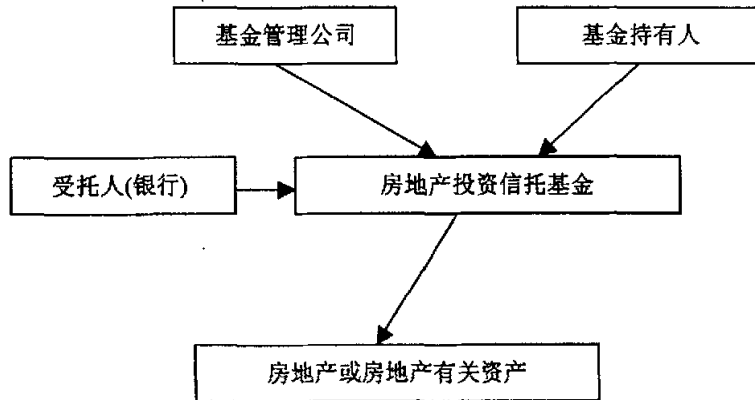 基金管理公司
基金持有人
受托人(银行)
房地产投资信托基金
房地产或房地产有关资产